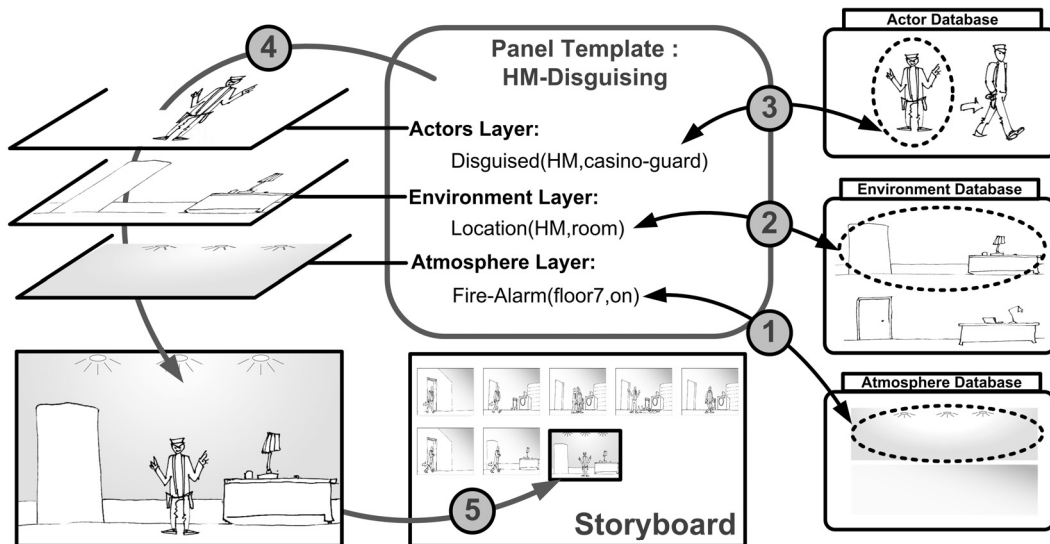 Actor Database
Panel Template :
HM-Disguising
4
3
Actors Layer:
Disguised(HM,casino-guard)
Environment Database
Environment Layer:
Location(HM,room)
2
Atmosphere Layer:
Fire-Alarm(floor7,on)
1
Atmosphere Database
5
Storyboard